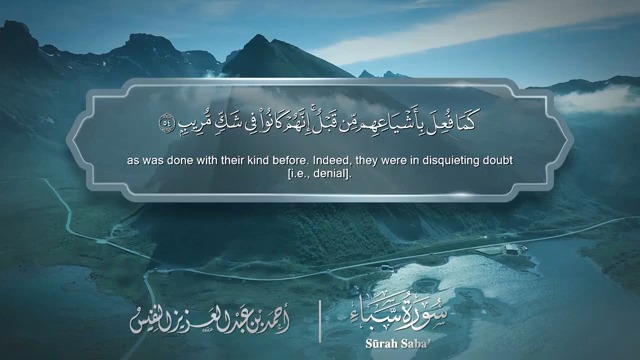 كَمَا فُعِلَ بِأَشْيَاعِهِم مِّن قَبْلُ ۚ إِنَّهُمْ كَانُوا۟ فِى شَكٍّ مُّرِيبٍ ٥٤
as was done with their kind before. Indeed, they were in disquieting doubt
[i.e., denial].
أحمد بن عبد العزيز النفيس | سُورَةُ سَبَإٍ
Sūrah Saba'